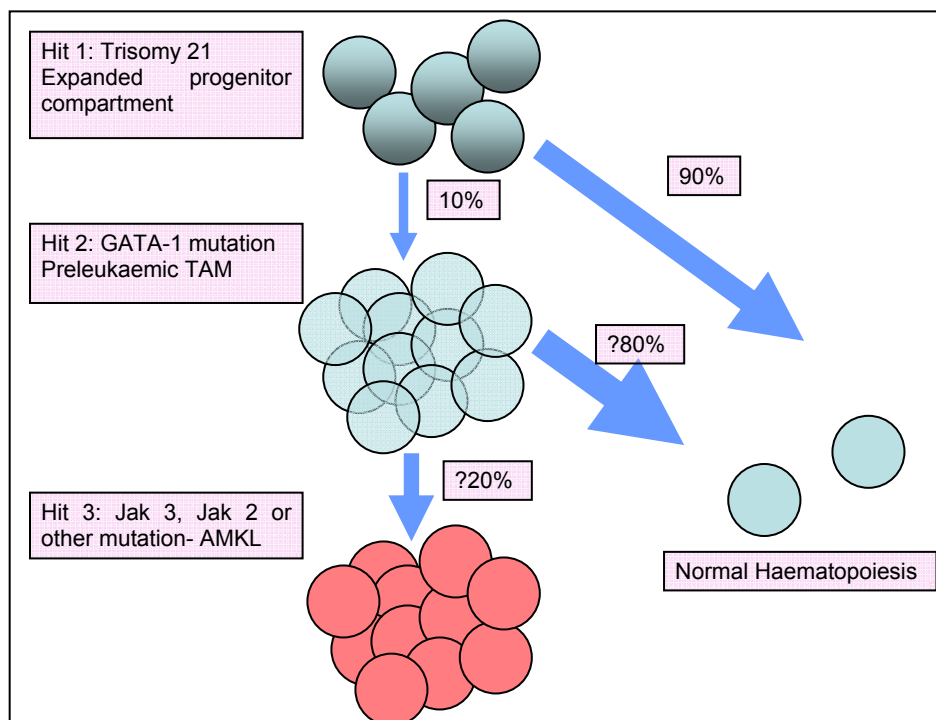 Hit 1: Trisomy 21
Expanded progenitor
compartment
90%
10%
Hit 2: GATA-1 mutation
Preleukaemic TAM
?80%
?20%
Hit 3: Jak 3, Jak 2 or
other mutation- AMKL
Normal Haematopoiesis